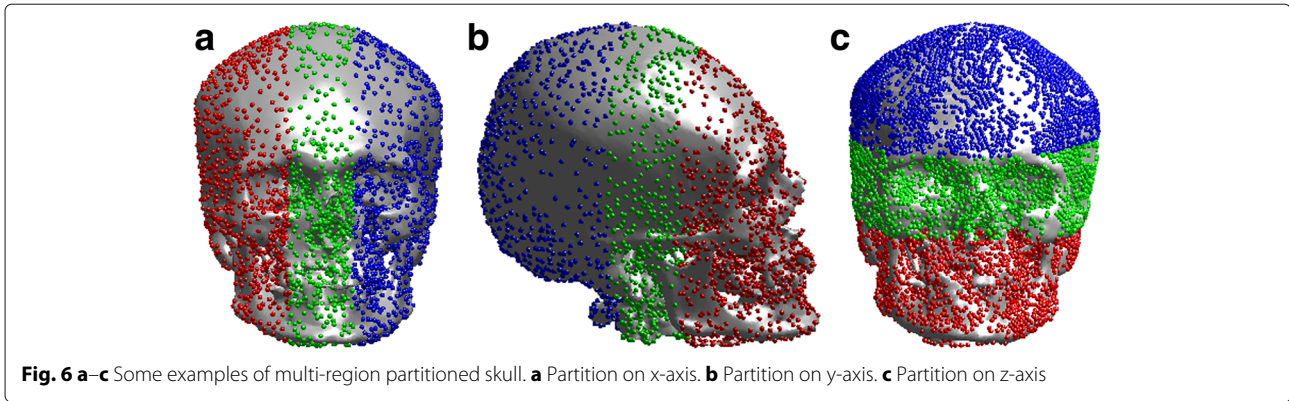 a b c
Fig. 6 a–c Some examples of multi-region partitioned skull. a Partition on x-axis. b Partition on y-axis. c Partition on z-axis